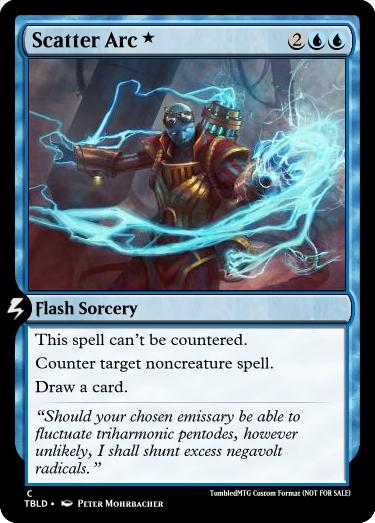 Scatter Arc ★ 2
Flash Sorcery
This spell can't be countered.
Counter target noncreature spell.
Draw a card.
"Should your chosen emissary be able to
fluctuate triharmonic pentodes, however
unlikely, I shall shunt excess negavolt
radicals."
C
TBLD • Peter Mohrbacher
TumbledMTG Custom Format (NOT FOR SALE)